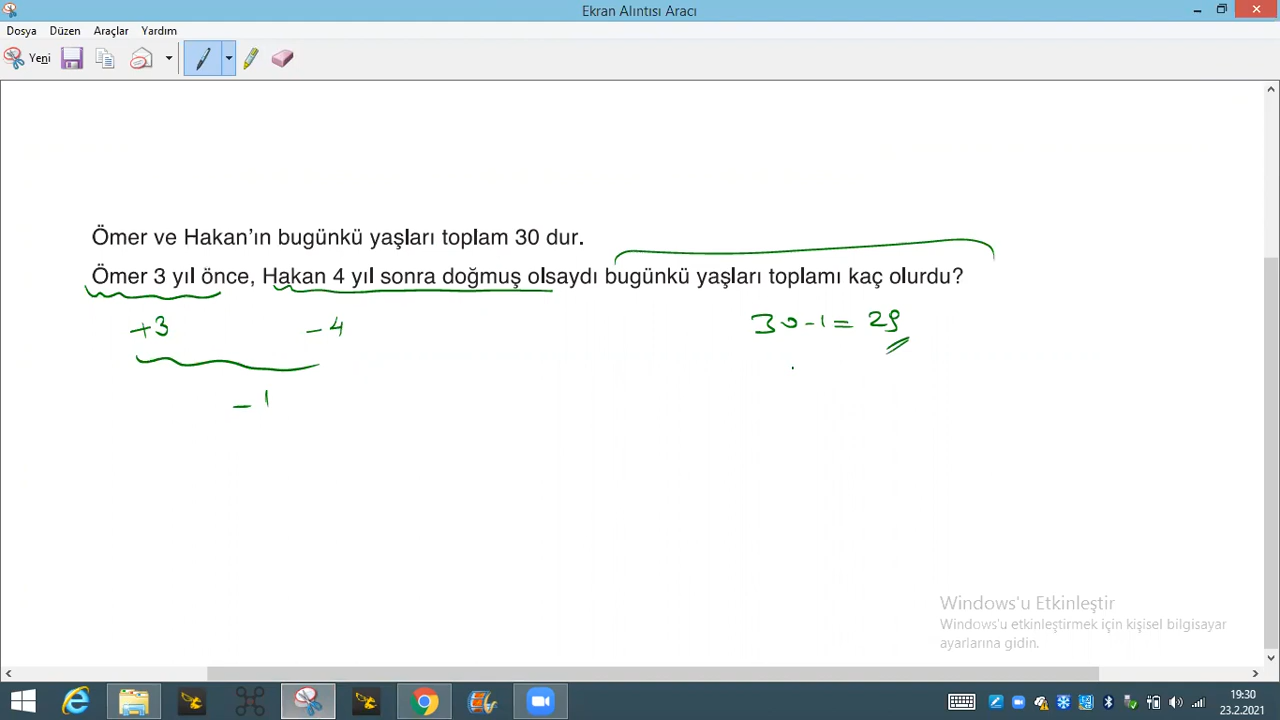 Ekran Alıntısı Aracı
Dosya Düzen Araçlar Yardım
Yeni
Ömer ve Hakan'ın bugünkü yaşları toplam 30 dur.
Ömer 3 yıl önce, Hakan 4 yıl sonra doğmuş olsaydı bugünkü yaşları toplamı kaç olurdu?
+3 -4 30-1= 29
-1
Windows'u Etkinleştir
Windows'u etkinleştirmek için kişisel bilgisayar
ayarlarına gidin.
19:30
23.2.2021